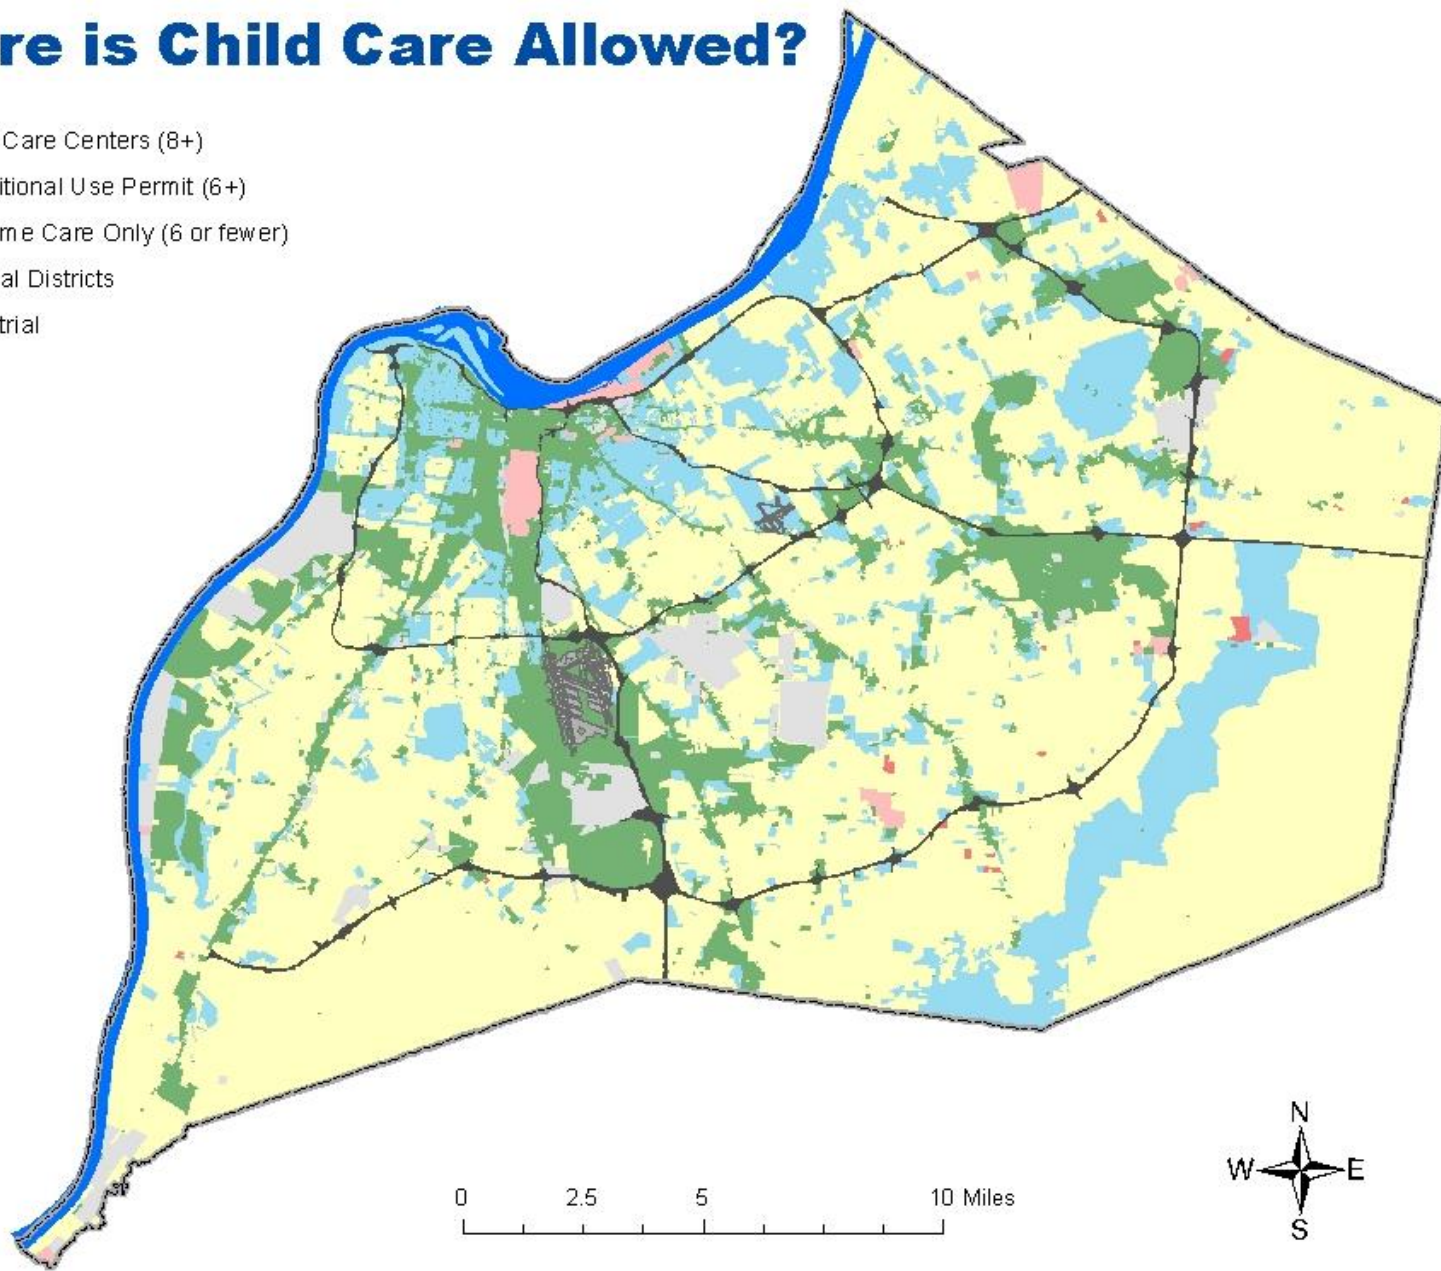 re is Child Care Allowed?
Care Centers (8+)
itional Use Permit (6+)
me Care Only (6 or fewer)
al Districts
trial
N
W E
S
0 2.5 5 10 Miles